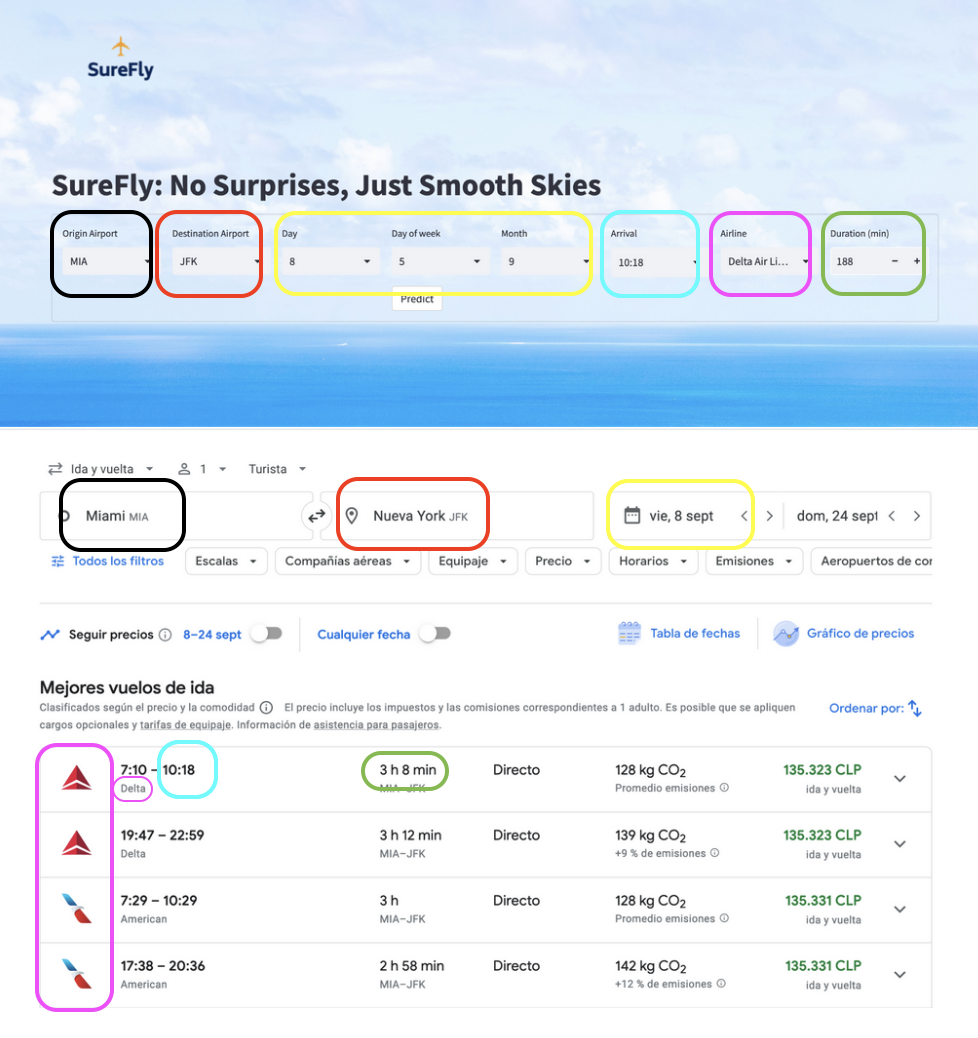 SureFly
SureFly: No Surprises, Just Smooth Skies
Origin Airport Destination Airport Day Day of week Month Arrival Airline Duration (min)
MIA JFK 8 5 9 10:18 Delta Air Li... 188 − +
Predict
Ida y vuelta 1 Turista
Miami MIA Nueva York JFK vie, 8 sept dom, 24 sept
Todos los filtros Escalas Compañías aéreas Equipaje Precio Horarios Emisiones Aeropuertos de cor
Seguir precios 8–24 sept Cualquier fecha Tabla de fechas Gráfico de precios
Mejores vuelos de ida
Clasificados según el precio y la comodidad El precio incluye los impuestos y las comisiones correspondientes a 1 adulto. Es posible que se apliquen
cargos opcionales y tarifas de equipaje. Información de asistencia para pasajeros.
Ordenar por:
7:10 – 10:18 3 h 8 min Directo 128 kg CO2 135.323 CLP
Delta MIA–JFK Promedio emisiones ida y vuelta
19:47 – 22:59 3 h 12 min Directo 139 kg CO2 135.323 CLP
Delta MIA–JFK +9 % de emisiones ida y vuelta
7:29 – 10:29 3 h Directo 128 kg CO2 135.331 CLP
American MIA–JFK Promedio emisiones ida y vuelta
17:38 – 20:36 2 h 58 min Directo 142 kg CO2 135.331 CLP
American MIA–JFK +12 % de emisiones ida y vuelta